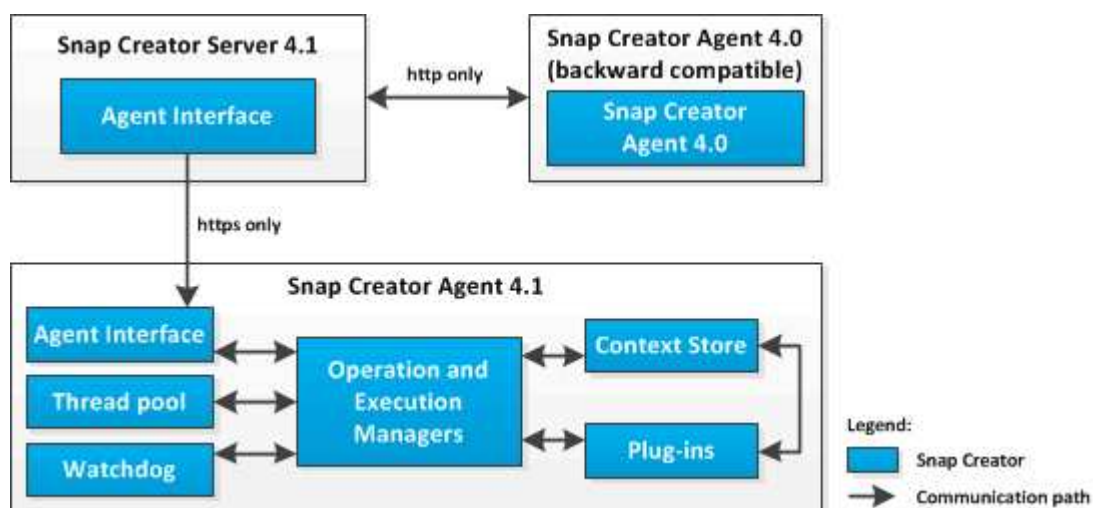 Snap Creator Server 4.1
Agent Interface
http only
Snap Creator Agent 4.0
(backward compatible)
Snap Creator
Agent 4.0
https only
Snap Creator Agent 4.1
Agent Interface
Thread pool
Watchdog
Operation and
Execution
Managers
Context Store
Plug-ins
Legend:
Snap Creator
Communication path